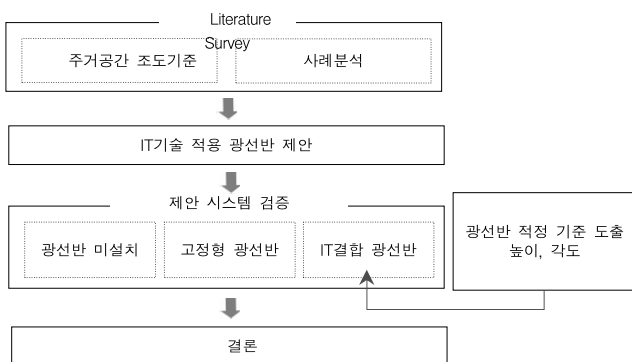 Literature
Survey
주거공간 조도기준
사례분석
IT기술 적용 광선반 제안
제안 시스템 검증
광선반 미설치
고정형 광선반
IT결합 광선반
광선반 적정 기준 도출
높이, 각도
결론